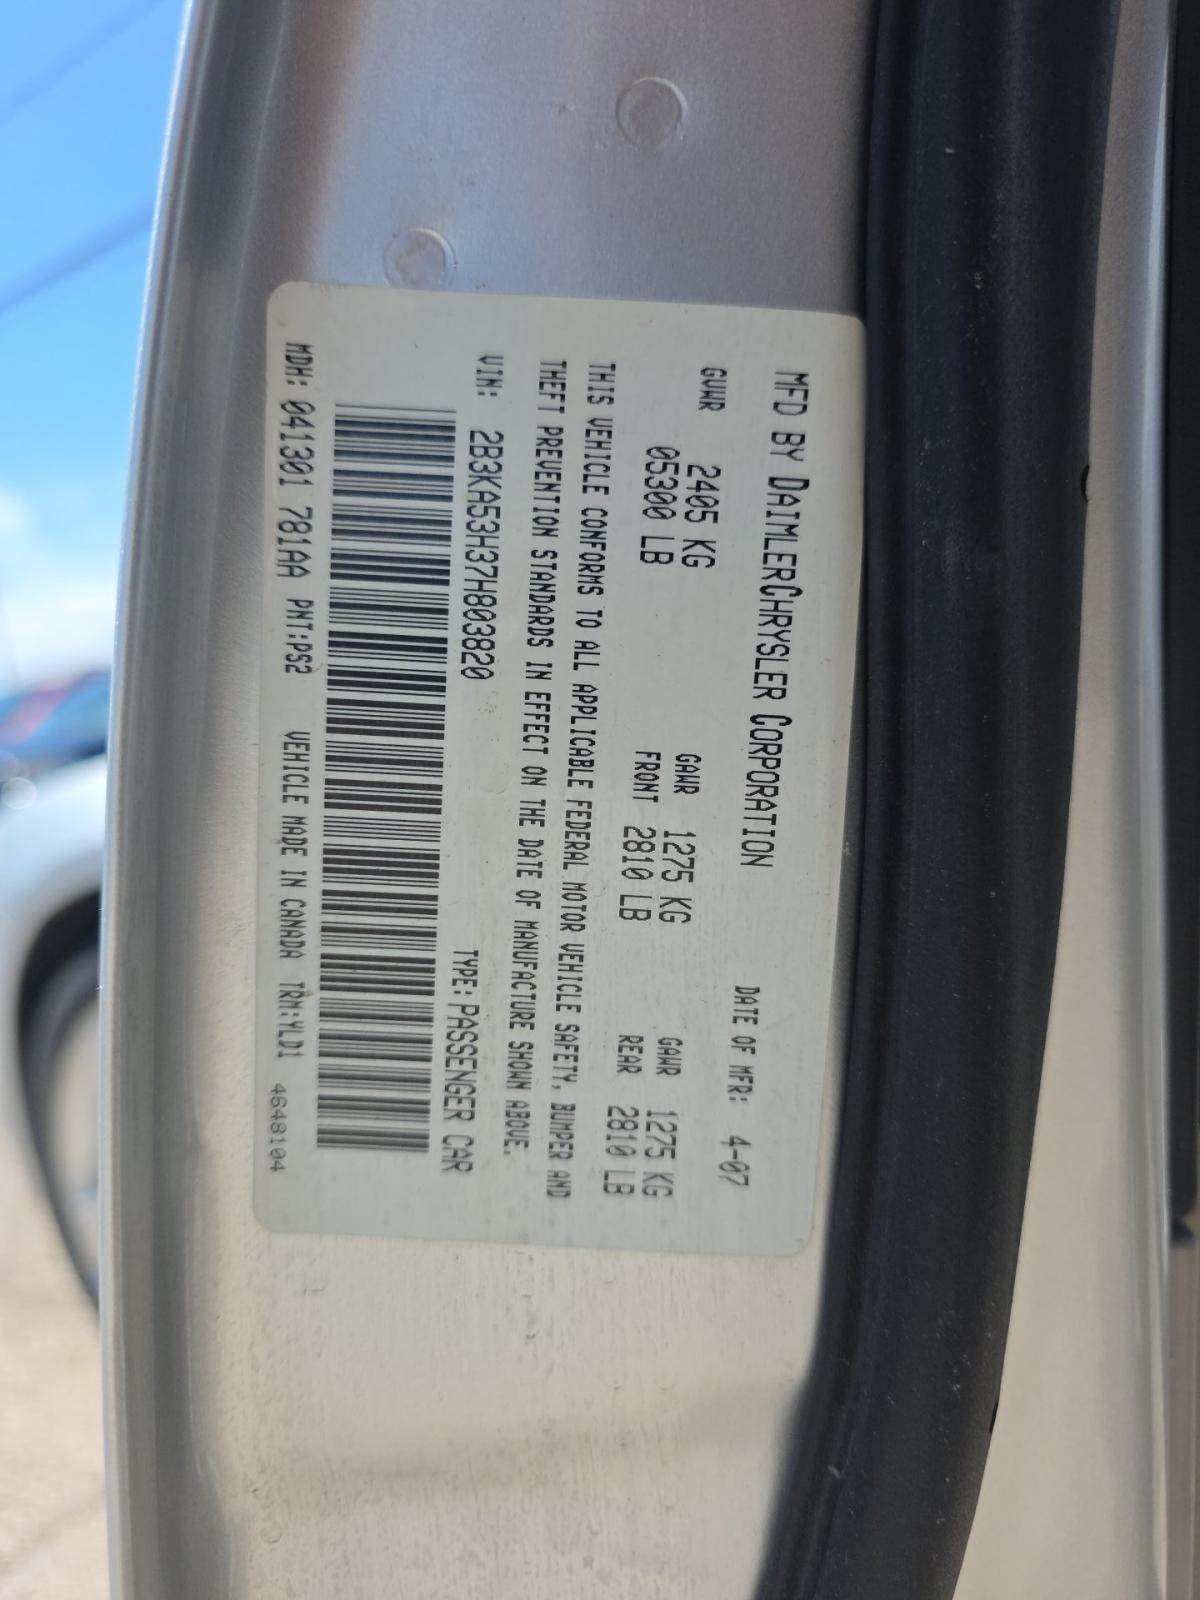 MFD BY DAIMLERCHRYSLER CORPORATION DATE OF MFR: 4-07
GVWR 2405 KG GAWR 1275 KG GAWR 1275 KG
05300 LB FRONT 2810 LB REAR 2810 LB
THIS VEHICLE CONFORMS TO ALL APPLICABLE FEDERAL MOTOR VEHICLE SAFETY, BUMPER AND
THEFT PREVENTION STANDARDS IN EFFECT ON THE DATE OF MANUFACTURE SHOWN ABOVE.
VIN: 2B3KA53H37H803820 TYPE: PASSENGER CAR
MDH: 041301 781AA PNT:PS2 VEHICLE MADE IN CANADA TRM:YLD1 4648104